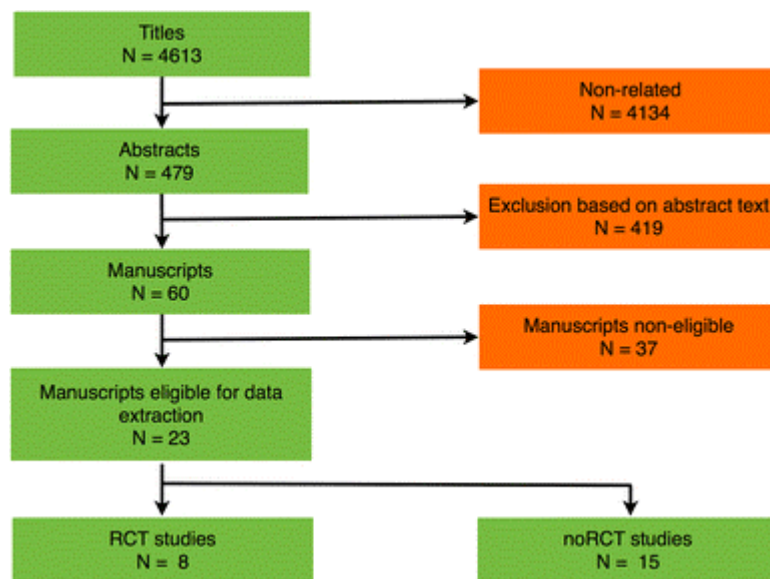 Titles
N = 4613
Non-related
N = 4134
Abstracts
N = 479
Exclusion based on abstract text
N = 419
Manuscripts
N = 60
Manuscripts non-eligible
N = 37
Manuscripts eligible for data
extraction
N = 23
RCT studies
N = 8
noRCT studies
N = 15